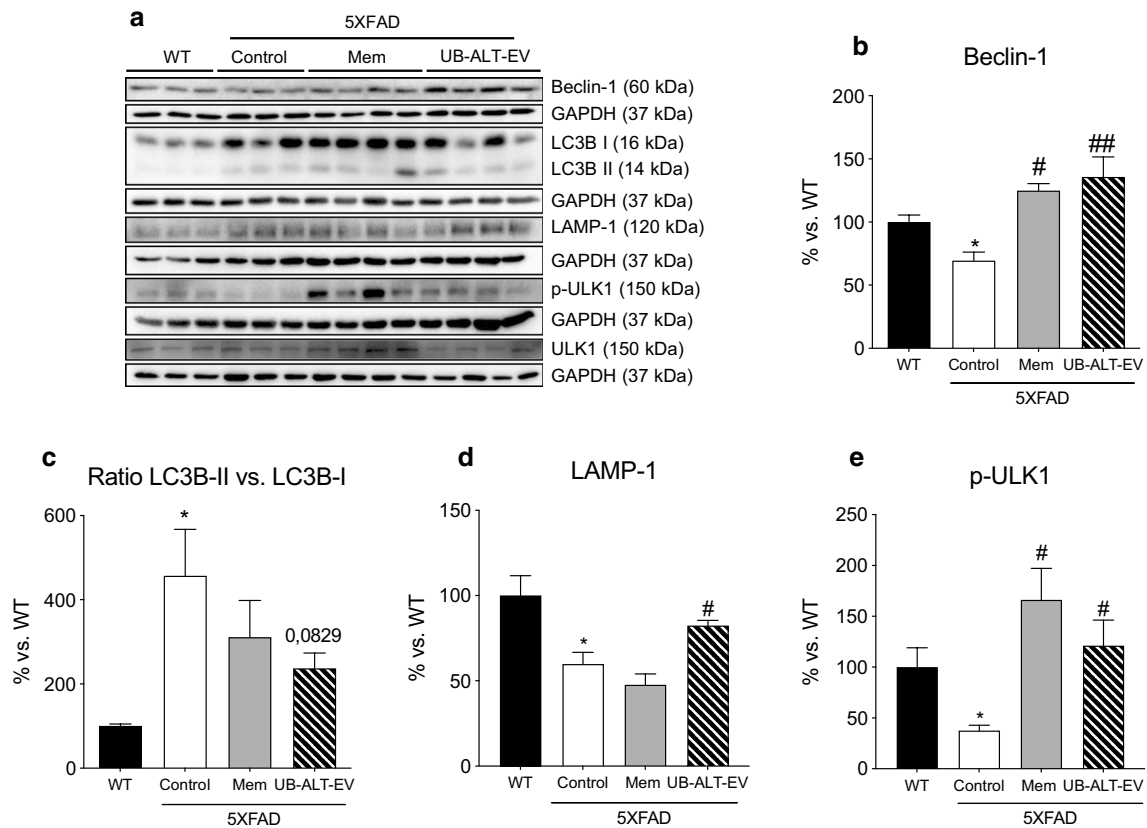 a
5XFAD
WT Control Mem UB-ALT-EV
Beclin-1 (60 kDa)
GAPDH (37 kDa)
LC3B I (16 kDa)
LC3B II (14 kDa)
GAPDH (37 kDa)
LAMP-1 (120 kDa)
GAPDH (37 kDa)
p-ULK1 (150 kDa)
GAPDH (37 kDa)
ULK1 (150 kDa)
GAPDH (37 kDa)
b
Beclin-1
% vs. WT
200
150
100
50
0
*
#
##
WT Control Mem UB-ALT-EV
5XFAD
c
Ratio LC3B-II vs. LC3B-I
% vs. WT
600
400
200
0
*
0,0829
WT Control Mem UB-ALT-EV
5XFAD
d
LAMP-1
% vs. WT
150
100
50
0
*
#
WT Control Mem UB-ALT-EV
5XFAD
e
p-ULK1
% vs. WT
250
200
150
100
50
0
*
#
#
WT Control Mem UB-ALT-EV
5XFAD